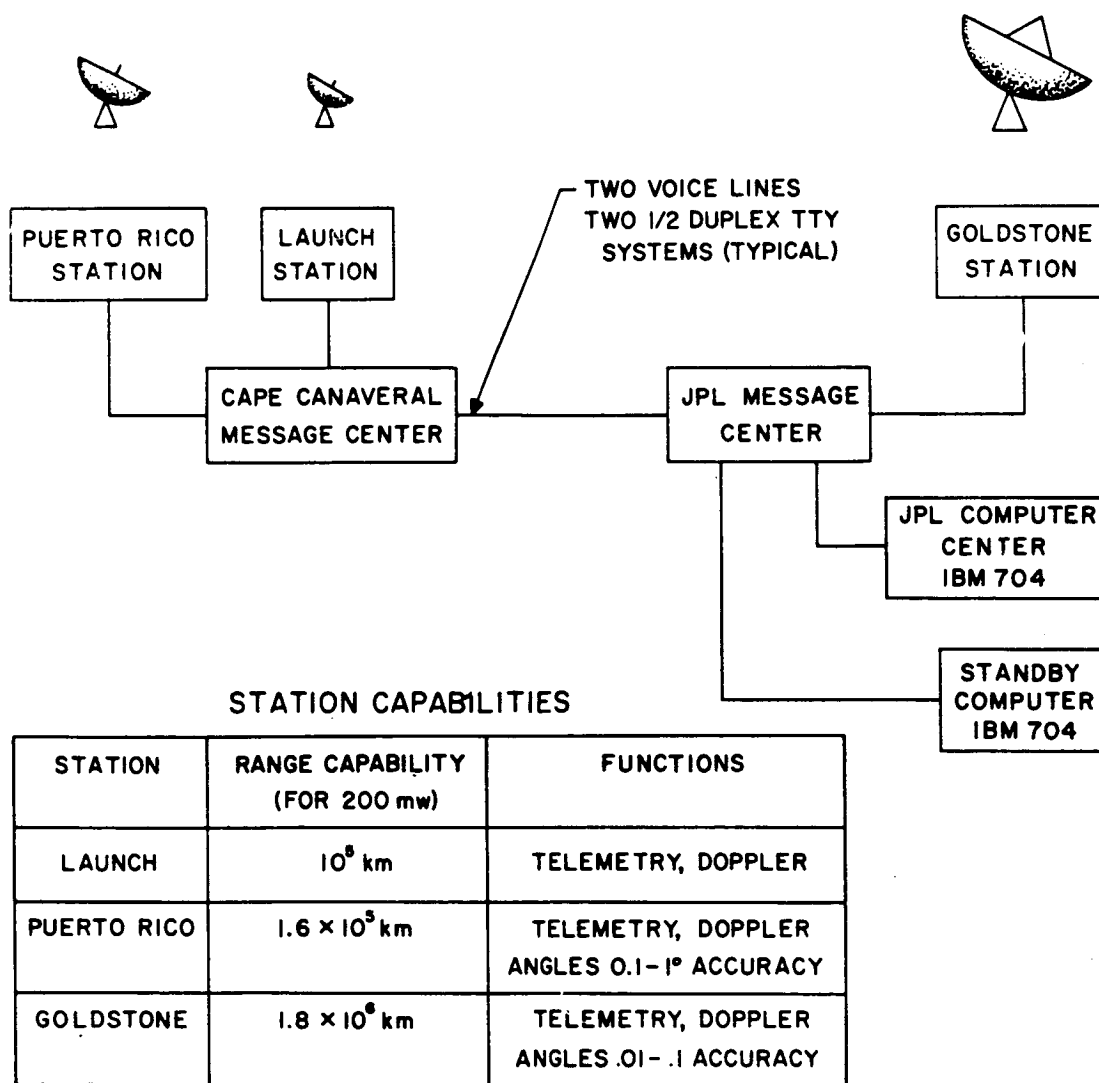 TWO VOICE LINES
TWO 1/2 DUPLEX TTY
SYSTEMS (TYPICAL)
PUERTO RICO
STATION
LAUNCH
STATION
GOLDSTONE
STATION
CAPE CANAVERAL
MESSAGE CENTER
JPL MESSAGE
CENTER
JPL COMPUTER
CENTER
IBM 704
STANDBY
COMPUTER
IBM 704
STATION CAPABILITIES
STATION
RANGE CAPABILITY
(FOR 200 mw)
FUNCTIONS
LAUNCH
10⁵ km
TELEMETRY, DOPPLER
PUERTO RICO
1.6 × 10⁵ km
TELEMETRY, DOPPLER
ANGLES 0.1-1° ACCURACY
GOLDSTONE
1.8 × 10⁶ km
TELEMETRY, DOPPLER
ANGLES .01- .1 ACCURACY